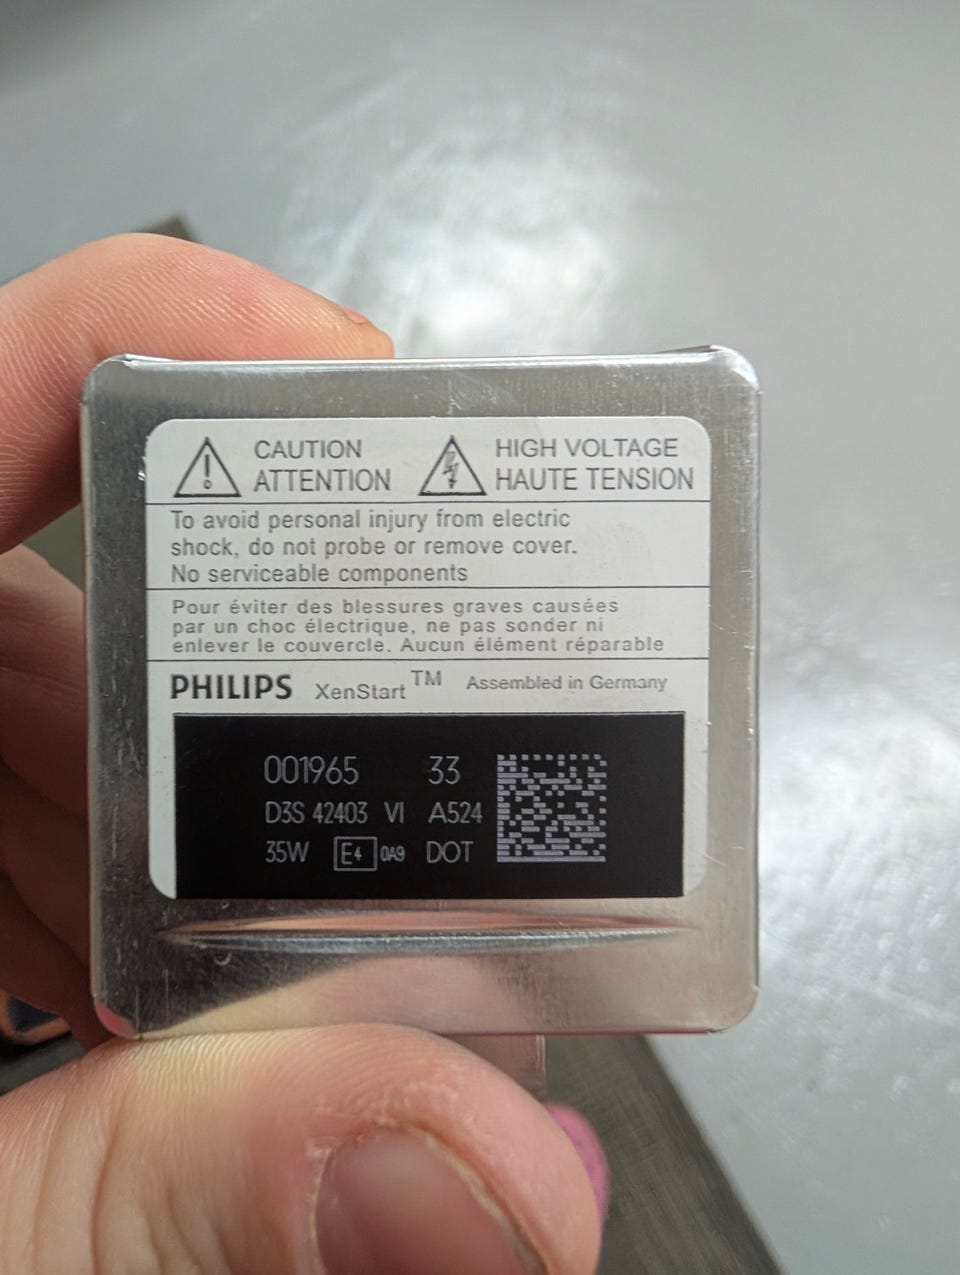 CAUTION
ATTENTION
HIGH VOLTAGE
HAUTE TENSION
To avoid personal injury from electric
shock, do not probe or remove cover.
No serviceable components
Pour éviter des blessures graves causées
par un choc électrique, ne pas sonder ni
enlever le couvercle. Aucun élément réparable
PHILIPS XenStart™ Assembled in Germany
001965 33
D3S 42403 VI A524
35W E4 0A9 DOT